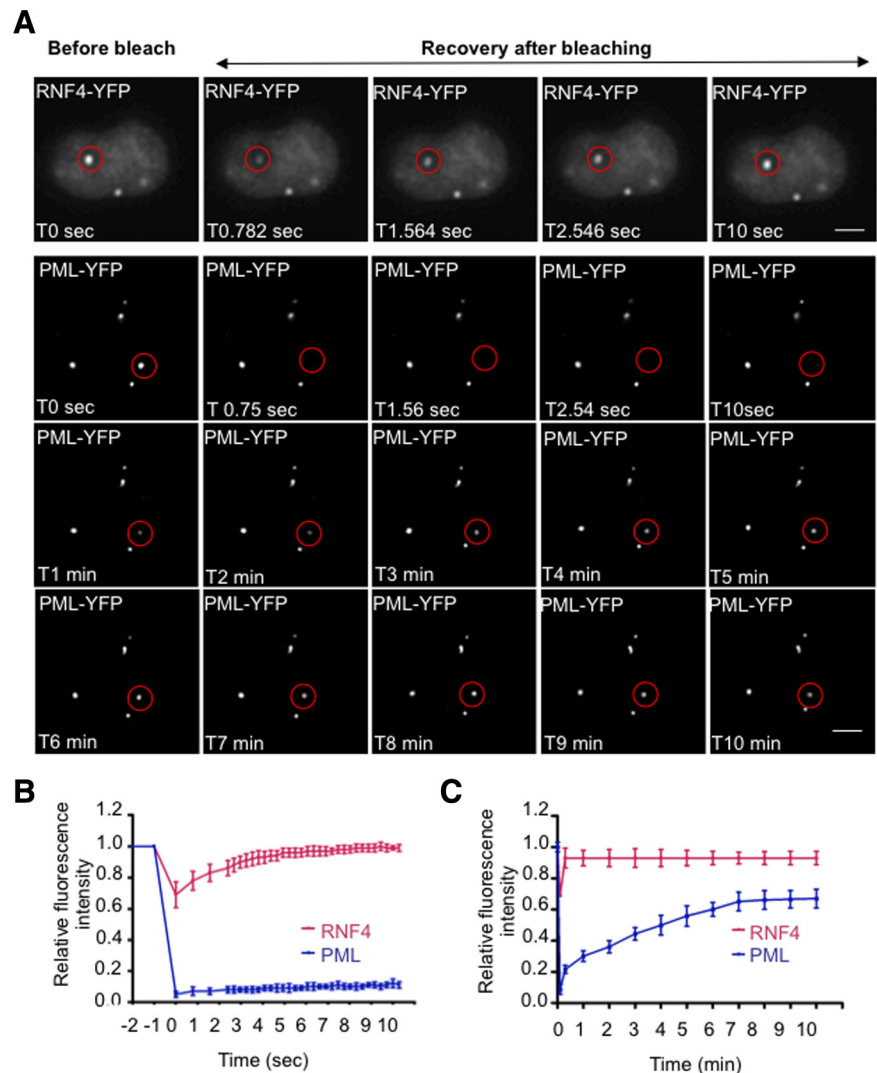 A
Before bleach
Recovery after bleaching
RNF4-YFP RNF4-YFP RNF4-YFP RNF4-YFP RNF4-YFP
T0 sec T0.782 sec T1.564 sec T2.546 sec T10 sec
PML-YFP PML-YFP PML-YFP PML-YFP PML-YFP
T0 sec T 0.75 sec T1.56 sec T2.54 sec T10sec
PML-YFP PML-YFP PML-YFP PML-YFP PML-YFP
T1 min T2 min T3 min T4 min T5 min
PML-YFP PML-YFP PML-YFP PML-YFP PML-YFP
T6 min T7 min T8 min T9 min T10 min
B
Relative fluorescence
intensity
1.2
1.0
0.8
0.6
0.4
0.2
0.0
RNF4
PML
-2 -1 0 1 2 3 4 5 6 7 8 9 10
Time (sec)
C
Relative fluorescence
intensity
1.2
1.0
0.8
0.6
0.4
0.2
0.0
RNF4
PML
0 1 2 3 4 5 6 7 8 9 10
Time (min)